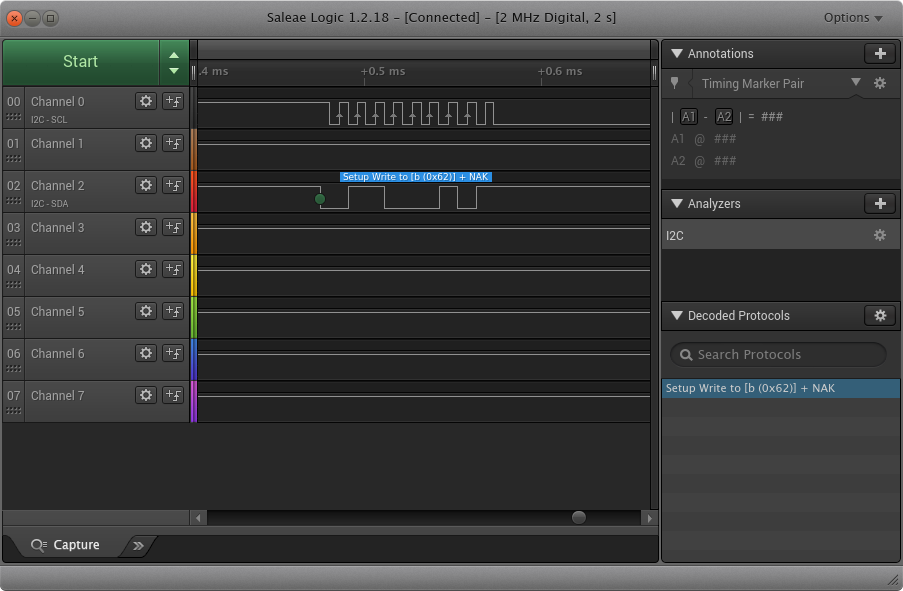 Saleae Logic 1.2.18 – [Connected] – [2 MHz Digital, 2 s]
Options
Start
.4 ms
+0.5 ms
+0.6 ms
00 Channel 0
I2C - SCL
01 Channel 1
02 Channel 2
I2C - SDA
Setup Write to [b (0x62)] + NAK
03 Channel 3
04 Channel 4
05 Channel 5
06 Channel 6
07 Channel 7
Capture
Annotations
Timing Marker Pair
| A1 - A2 | = ###
A1 @ ###
A2 @ ###
Analyzers
I2C
Decoded Protocols
Search Protocols
Setup Write to [b (0x62)] + NAK